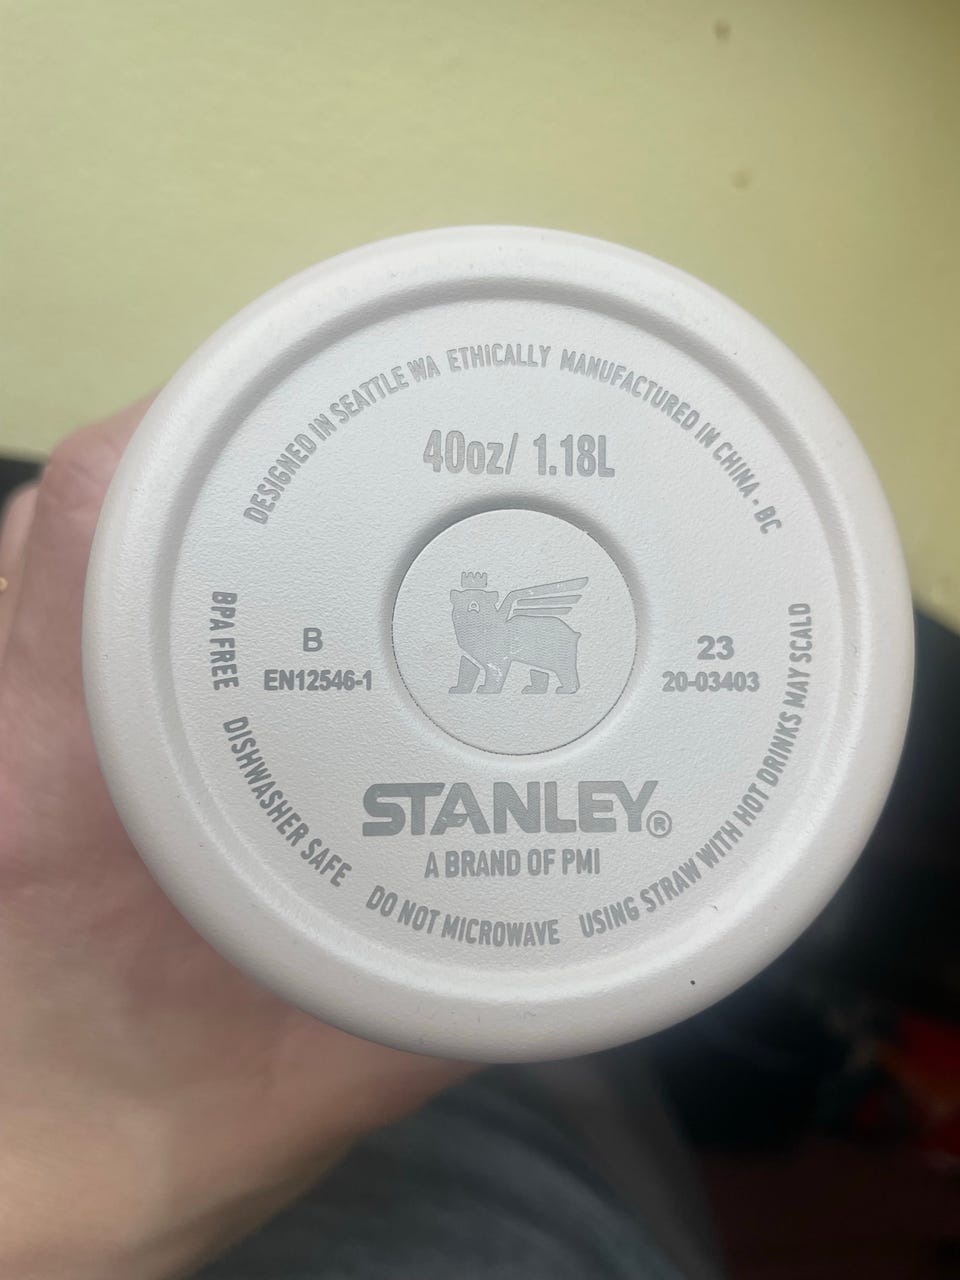 DESIGNED IN SEATTLE WA ETHICALLY MANUFACTURED IN CHINA - BC
40oz/ 1.18L
B
EN12546-1
23
20-03403
STANLEY®
A BRAND OF PMI
BPA FREE DISHWASHER SAFE DO NOT MICROWAVE USING STRAW WITH HOT DRINKS MAY SCALD